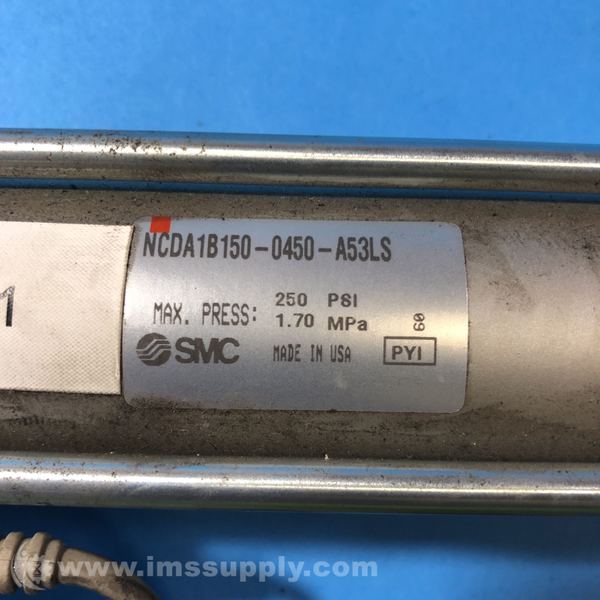 NCDA1B150-0450-A53LS
MAX. PRESS: 250 PSI
1.70 MPa
60
SMC MADE IN USA PYI
1
www.imssupply.com